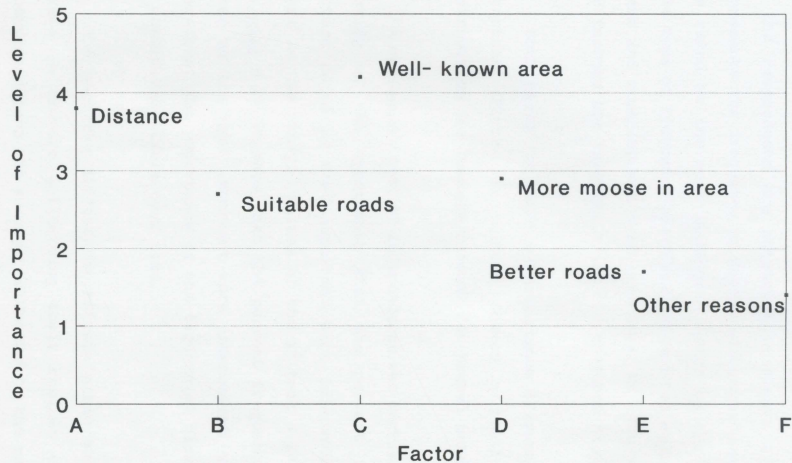 Level of Importance
5
4
3
2
1
0
Well- known area
Distance
More moose in area
Suitable roads
Better roads
Other reasons
A B C D E F
Factor